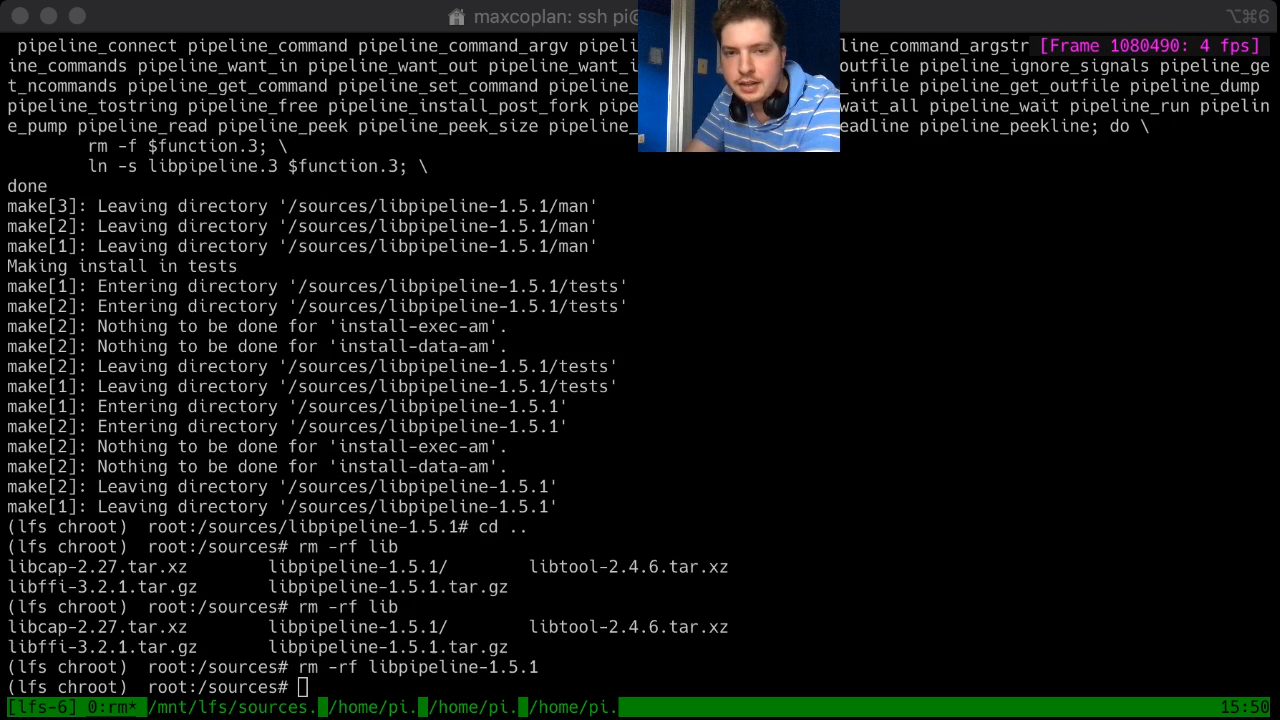 maxcoplan: ssh pi@ ⌥⌘6
pipeline_connect pipeline_command pipeline_command_argv line_command_argstr [Frame 1080490: 4 fps]
ine_commands pipeline_want_in pipeline_want_out outfile pipeline_ignore_signals pipeline_ge
t_ncommands pipeline_get_command pipeline_set_command infile pipeline_get_outfile pipeline_dump
pipeline_tostring pipeline_free pipeline_install_post_fork wait_all pipeline_wait pipeline_run pipelin
e_pump pipeline_read pipeline_peek pipeline_peek_size pipeline_ eadline pipeline_peekline; do \
rm -f $function.3; \
ln -s libpipeline.3 $function.3; \
done
make[3]: Leaving directory '/sources/libpipeline-1.5.1/man'
make[2]: Leaving directory '/sources/libpipeline-1.5.1/man'
make[1]: Leaving directory '/sources/libpipeline-1.5.1/man'
Making install in tests
make[1]: Entering directory '/sources/libpipeline-1.5.1/tests'
make[2]: Entering directory '/sources/libpipeline-1.5.1/tests'
make[2]: Nothing to be done for 'install-exec-am'.
make[2]: Nothing to be done for 'install-data-am'.
make[2]: Leaving directory '/sources/libpipeline-1.5.1/tests'
make[1]: Leaving directory '/sources/libpipeline-1.5.1/tests'
make[1]: Entering directory '/sources/libpipeline-1.5.1'
make[2]: Entering directory '/sources/libpipeline-1.5.1'
make[2]: Nothing to be done for 'install-exec-am'.
make[2]: Nothing to be done for 'install-data-am'.
make[2]: Leaving directory '/sources/libpipeline-1.5.1'
make[1]: Leaving directory '/sources/libpipeline-1.5.1'
(lfs chroot) root:/sources/libpipeline-1.5.1# cd ..
(lfs chroot) root:/sources# rm -rf lib
libcap-2.27.tar.xz libpipeline-1.5.1/ libtool-2.4.6.tar.xz
libffi-3.2.1.tar.gz libpipeline-1.5.1.tar.gz
(lfs chroot) root:/sources# rm -rf lib
libcap-2.27.tar.xz libpipeline-1.5.1/ libtool-2.4.6.tar.xz
libffi-3.2.1.tar.gz libpipeline-1.5.1.tar.gz
(lfs chroot) root:/sources# rm -rf libpipeline-1.5.1
(lfs chroot) root:/sources#
[lfs-6] 0:rm* /mnt/lfs/sources. /home/pi. /home/pi. /home/pi. 15:50